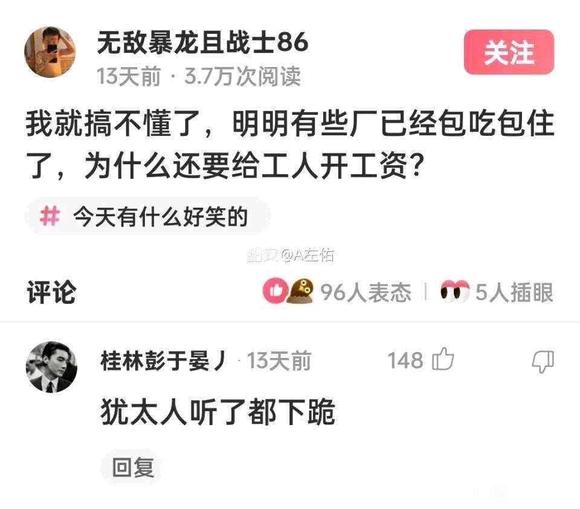 无敌暴龙且战士86
13天前 · 3.7万次阅读
关注
我就搞不懂了，明明有些厂已经包吃包住
了，为什么还要给工人开工资？
# 今天有什么好笑的
@A左佑
评论
96人表态
5人插眼
桂林彭于晏丿 · 13天前
148
犹太人听了都下跪
回复